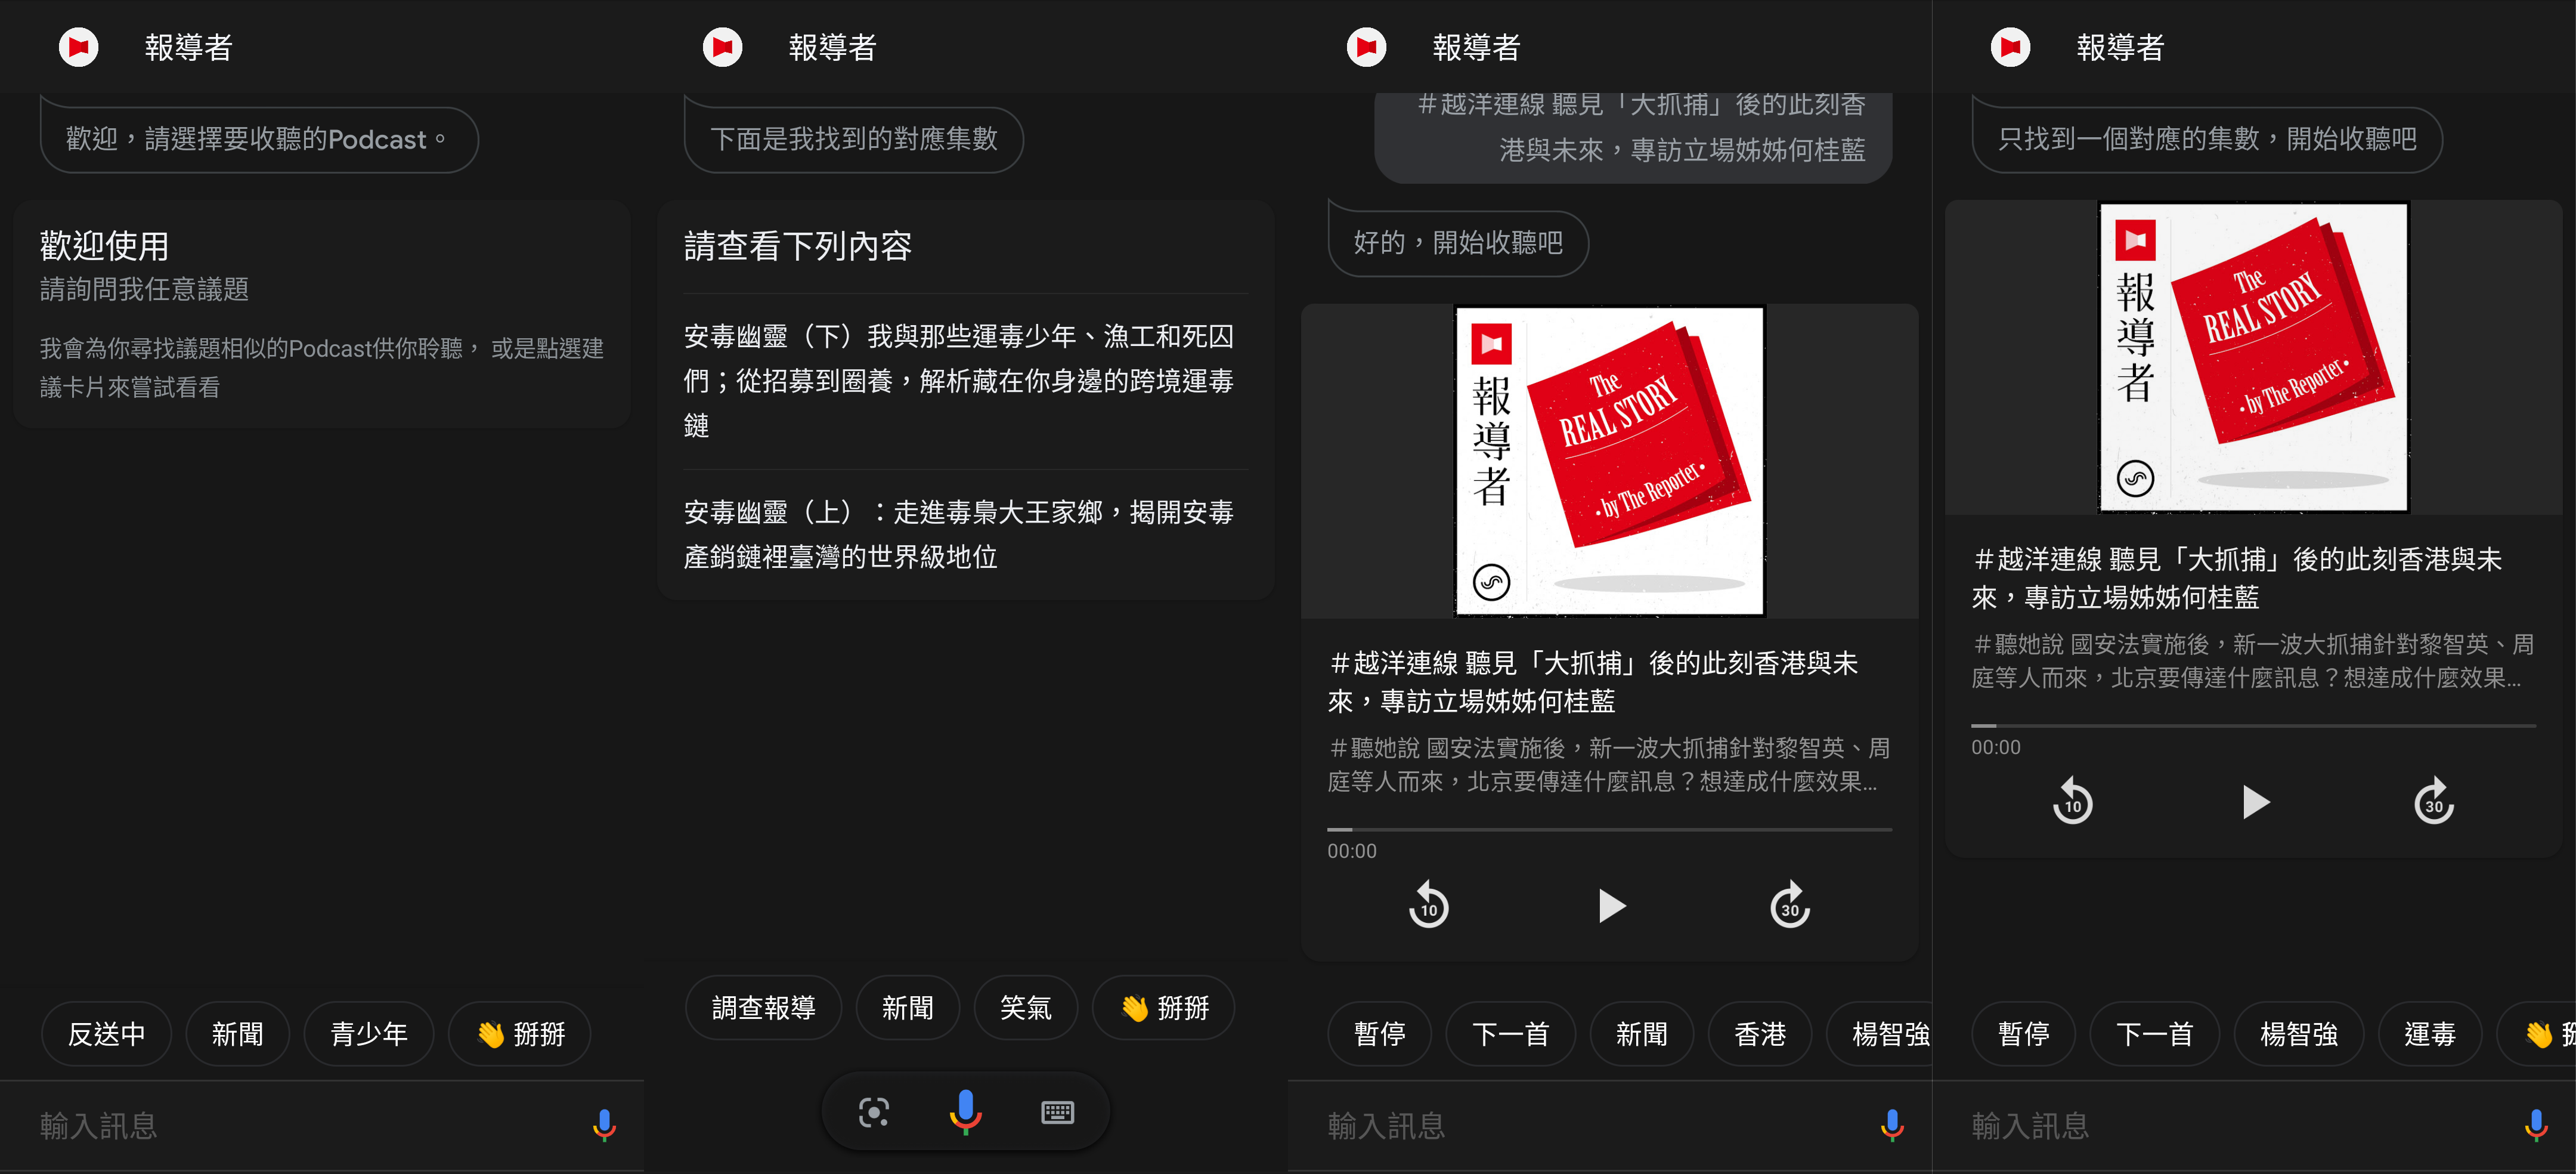 報導者
歡迎，請選擇要收聽的Podcast。
歡迎使用
請詢問我任意議題
我會為你尋找議題相似的Podcast供你聆聽， 或是點選建
議卡片來嘗試看看
反送中
新聞
青少年
👋 掰掰
輸入訊息
報導者
下面是我找到的對應集數
請查看下列內容
安毒幽靈（下）我與那些運毒少年、漁工和死囚
們；從招募到圈養，解析藏在你身邊的跨境運毒
鏈
安毒幽靈（上）：走進毒梟大王家鄉，揭開安毒
產銷鏈裡臺灣的世界級地位
調查報導
新聞
笑氣
👋 掰掰
報導者
＃越洋連線 聽見「大抓捕」後的此刻香
港與未來，專訪立場姊姊何桂藍
好的，開始收聽吧
報導者
The
REAL STORY
•by The Reporter•
＃越洋連線 聽見「大抓捕」後的此刻香港與未
來，專訪立場姊姊何桂藍
＃聽她說 國安法實施後，新一波大抓捕針對黎智英、周
庭等人而來，北京要傳達什麼訊息？想達成什麼效果...
00:00
10
30
暫停
下一首
新聞
香港
楊智強
輸入訊息
報導者
只找到一個對應的集數，開始收聽吧
報導者
The
REAL STORY
•by The Reporter•
＃越洋連線 聽見「大抓捕」後的此刻香港與未
來，專訪立場姊姊何桂藍
＃聽她說 國安法實施後，新一波大抓捕針對黎智英、周
庭等人而來，北京要傳達什麼訊息？想達成什麼效果...
00:00
10
30
暫停
下一首
楊智強
運毒
👋
輸入訊息